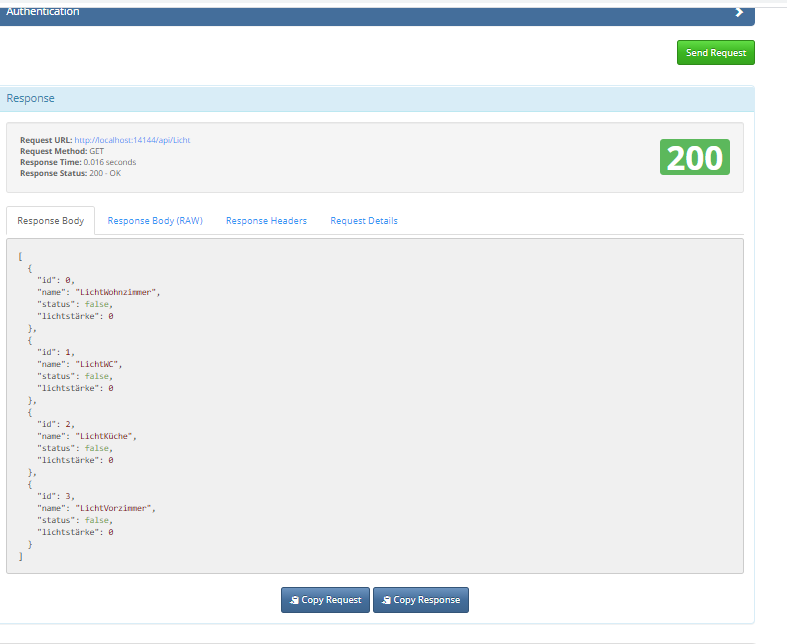 Authentication
Send Request
Response
Request URL: http://localhost:14144/api/Licht
Request Method: GET
Response Time: 0.016 seconds
Response Status: 200 - OK
200
Response Body Response Body (RAW) Response Headers Request Details
[
{
"id": 0,
"name": "LichtWohnzimmer",
"status": false,
"lichtstärke": 0
},
{
"id": 1,
"name": "LichtWC",
"status": false,
"lichtstärke": 0
},
{
"id": 2,
"name": "LichtKüche",
"status": false,
"lichtstärke": 0
},
{
"id": 3,
"name": "LichtVorzimmer",
"status": false,
"lichtstärke": 0
}
]
Copy Request Copy Response